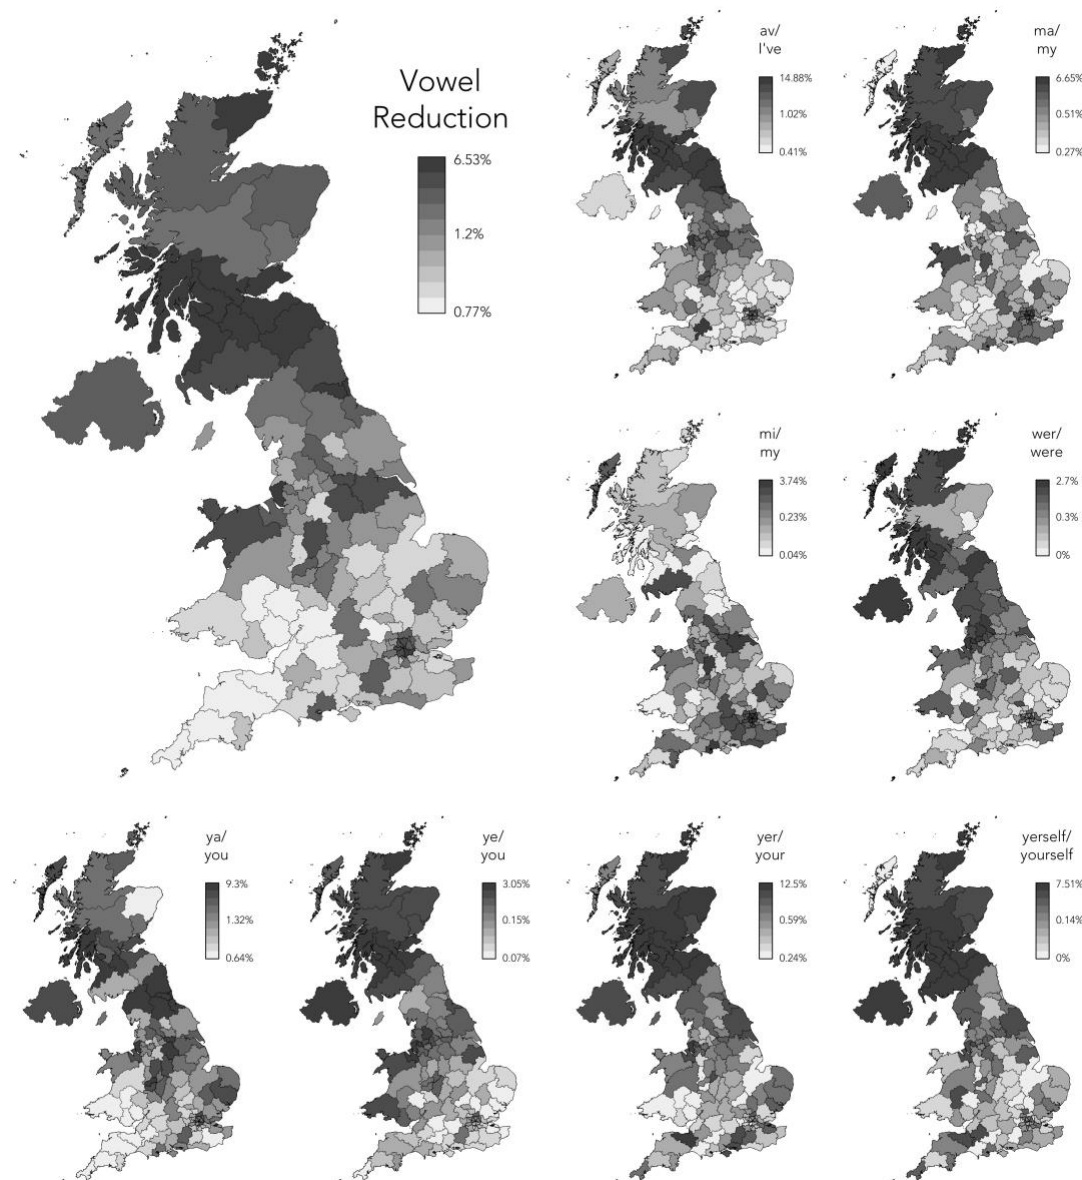 Vowel
Reduction
6.53%
1.2%
0.77%
av/
I've
14.88%
1.02%
0.41%
ma/
my
6.65%
0.51%
0.27%
mi/
my
3.74%
0.23%
0.04%
wer/
were
2.7%
0.3%
0%
ya/
you
9.3%
1.32%
0.64%
ye/
you
3.05%
0.15%
0.07%
yer/
your
12.5%
0.59%
0.24%
yerself/
yourself
7.51%
0.14%
0%